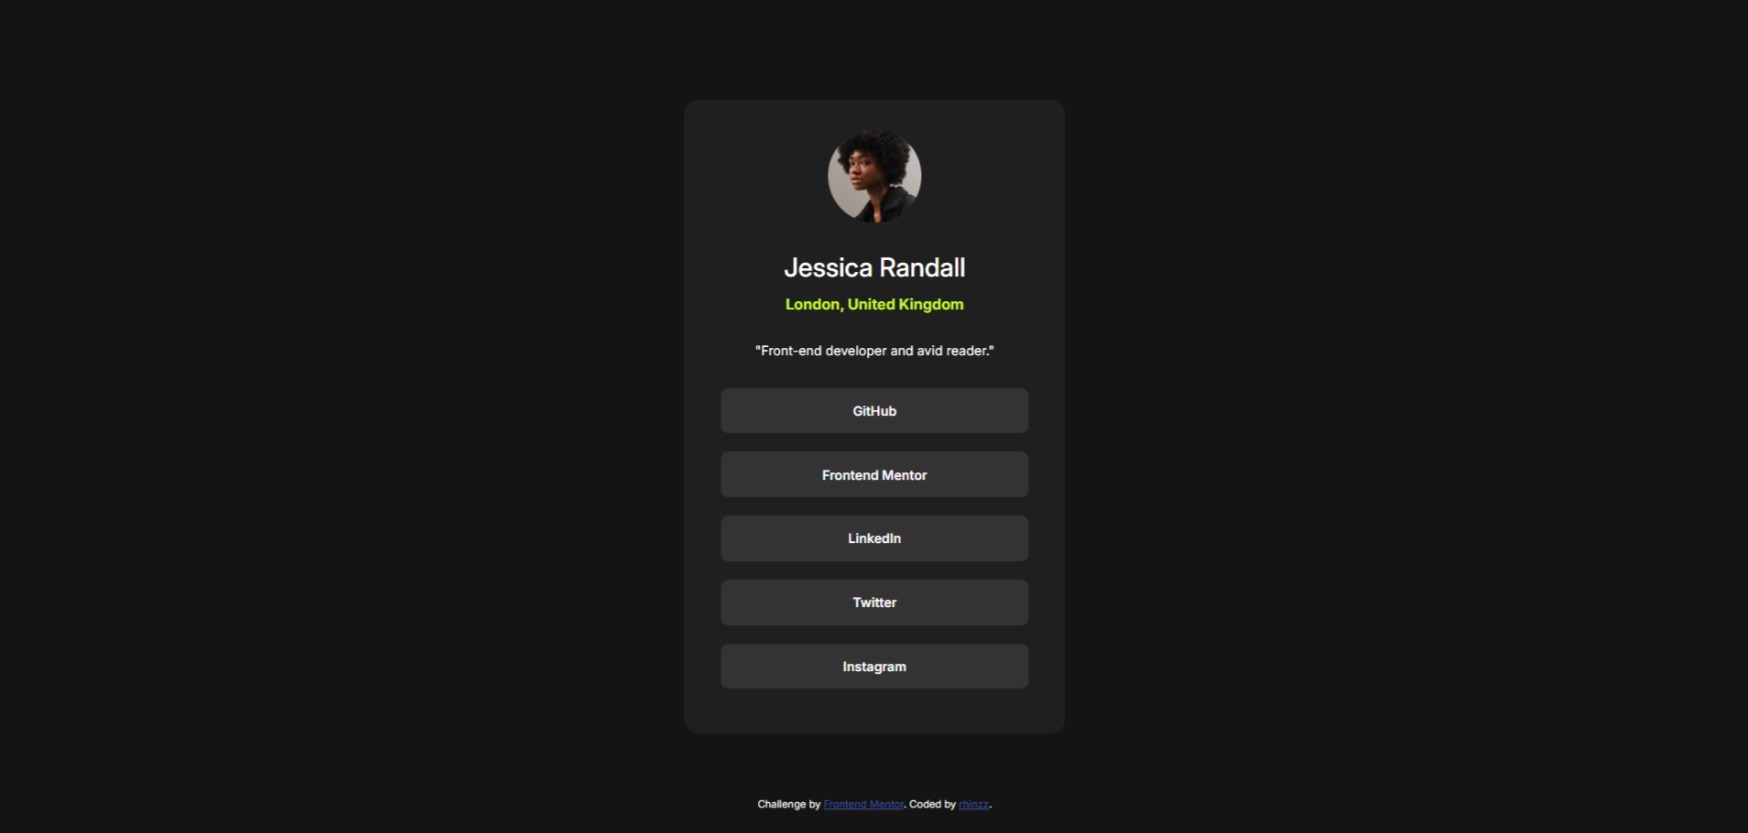 Jessica Randall
London, United Kingdom
"Front-end developer and avid reader."
GitHub
Frontend Mentor
LinkedIn
Twitter
Instagram
Challenge by Frontend Mentor. Coded by rhinzz.